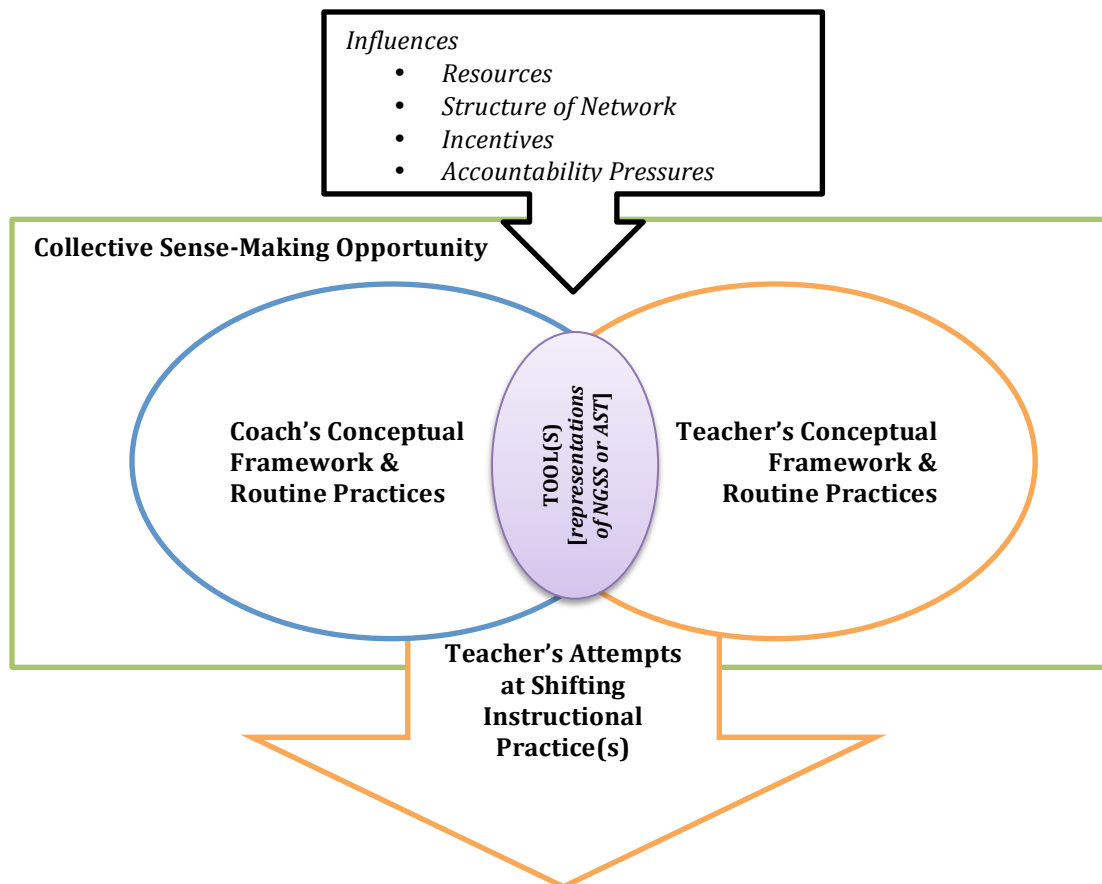 Influences
• Resources
• Structure of Network
• Incentives
• Accountability Pressures
Collective Sense-Making Opportunity
Coach’s Conceptual
Framework &
Routine Practices
TOOL(S)
[representations
of NGSS or AST]
Teacher’s Conceptual
Framework &
Routine Practices
Teacher’s Attempts
at Shifting
Instructional
Practice(s)